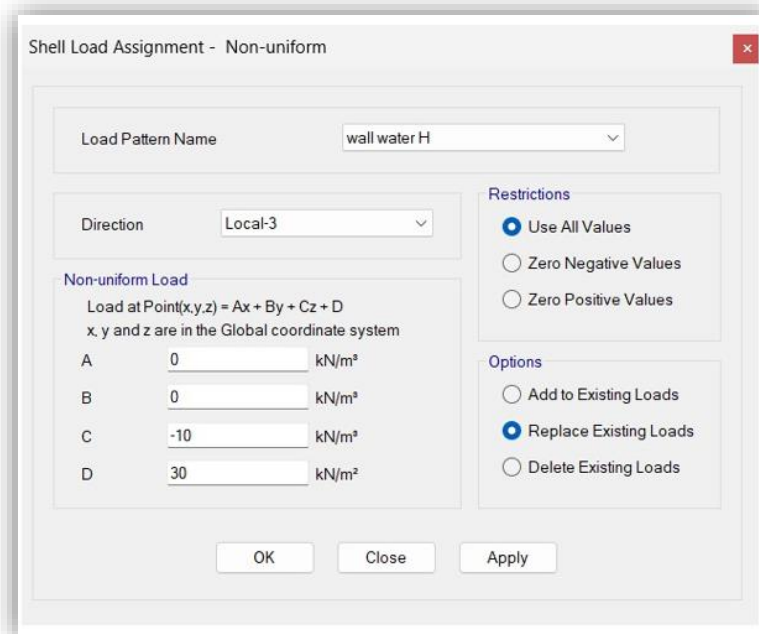 Shell Load Assignment - Non-uniform
Load Pattern Name
wall water H
Direction
Local-3
Non-uniform Load
Load at Point(x,y,z) = Ax + By + Cz + D
x, y and z are in the Global coordinate system
A 0 kN/m³
B 0 kN/m³
C -10 kN/m³
D 30 kN/m²
Restrictions
Use All Values
Zero Negative Values
Zero Positive Values
Options
Add to Existing Loads
Replace Existing Loads
Delete Existing Loads
OK Close Apply